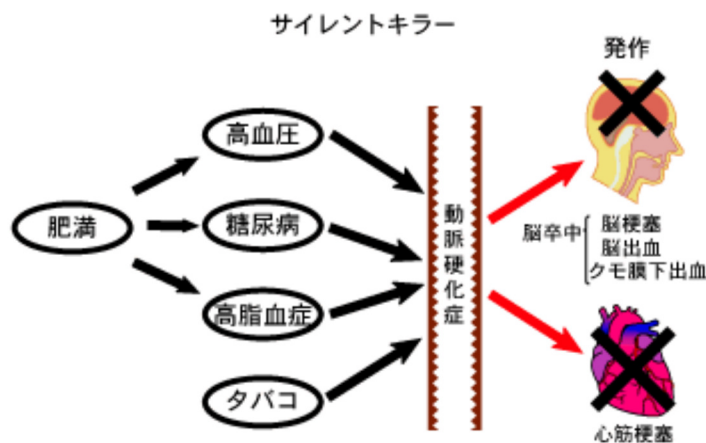 サイレントキラー
発作
高血圧
肥満
糖尿病
高脂血症
タバコ
動脈硬化症
脳卒中
脳梗塞
脳出血
クモ膜下出血
心筋梗塞